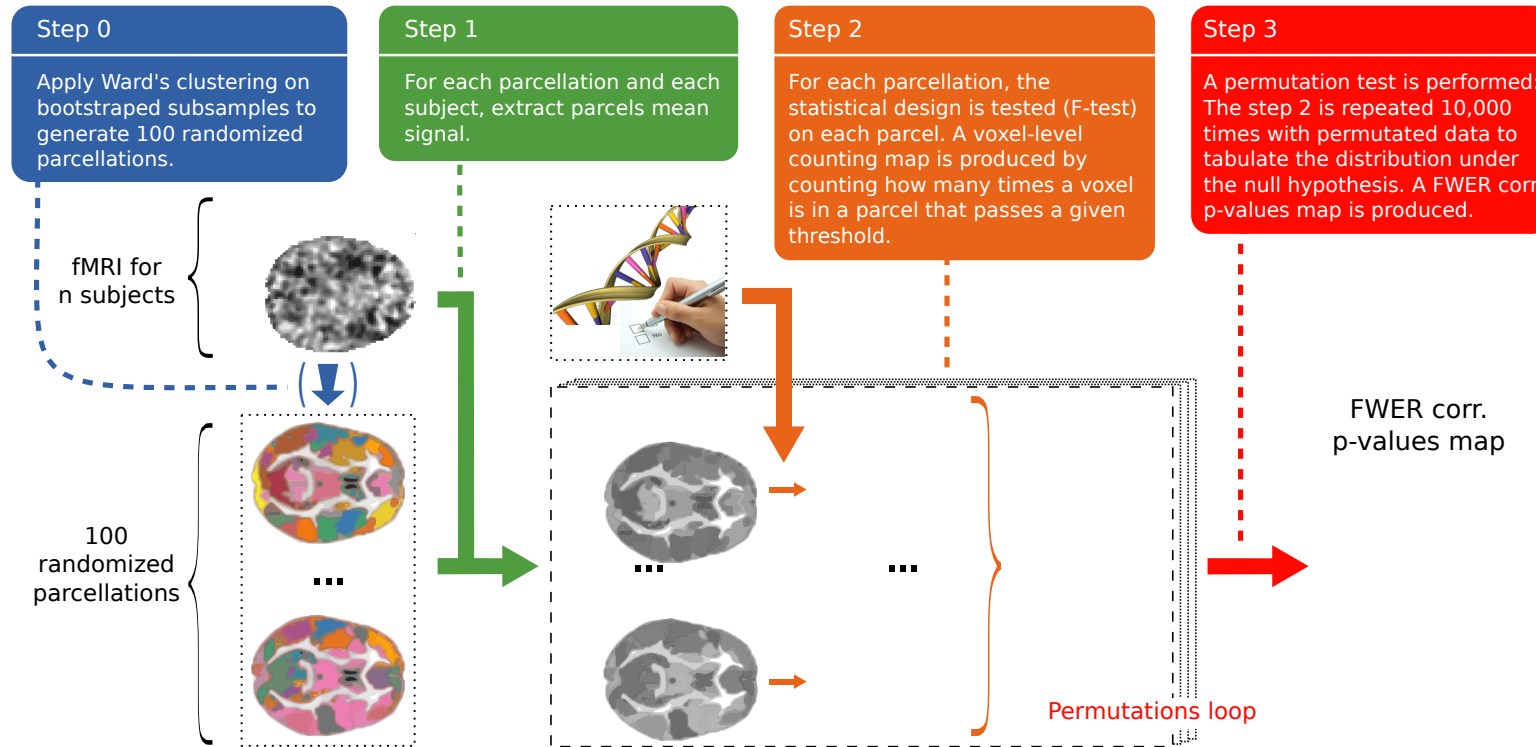 Step 0
Apply Ward's clustering on
bootstraped subsamples to
generate 100 randomized
parcellations.
Step 1
For each parcellation and each
subject, extract parcels mean
signal.
Step 2
For each parcellation, the
statistical design is tested (F-test)
on each parcel. A voxel-level
counting map is produced by
counting how many times a voxel
is in a parcel that passes a given
threshold.
Step 3
A permutation test is performed:
The step 2 is repeated 10,000
times with permutated data to
tabulate the distribution under
the null hypothesis. A FWER corr
p-values map is produced.
fMRI for
n subjects
No
FWER corr.
p-values map
100
randomized
parcellations
...
...
...
Permutations loop